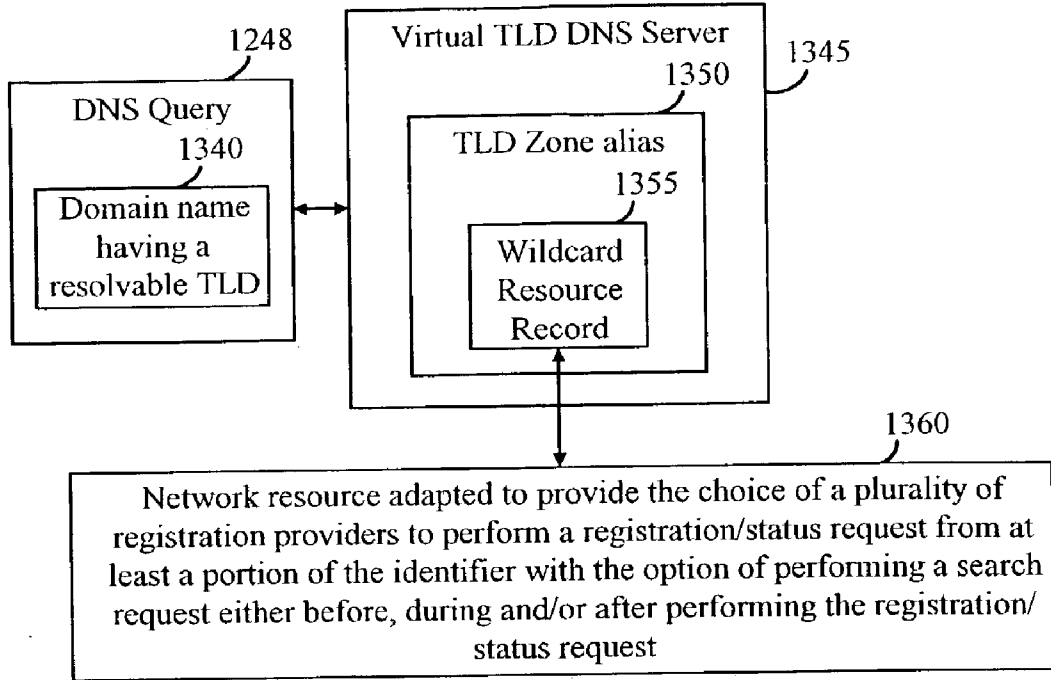 Virtual TLD DNS Server
1248
1345
DNS Query
1350
1340
TLD Zone alias
1355
Domain name
having a
resolvable TLD
Wildcard
Resource
Record
1360
Network resource adapted to provide the choice of a plurality of
registration providers to perform a registration/status request from at
least a portion of the identifier with the option of performing a search
request either before, during and/or after performing the registration/
status request